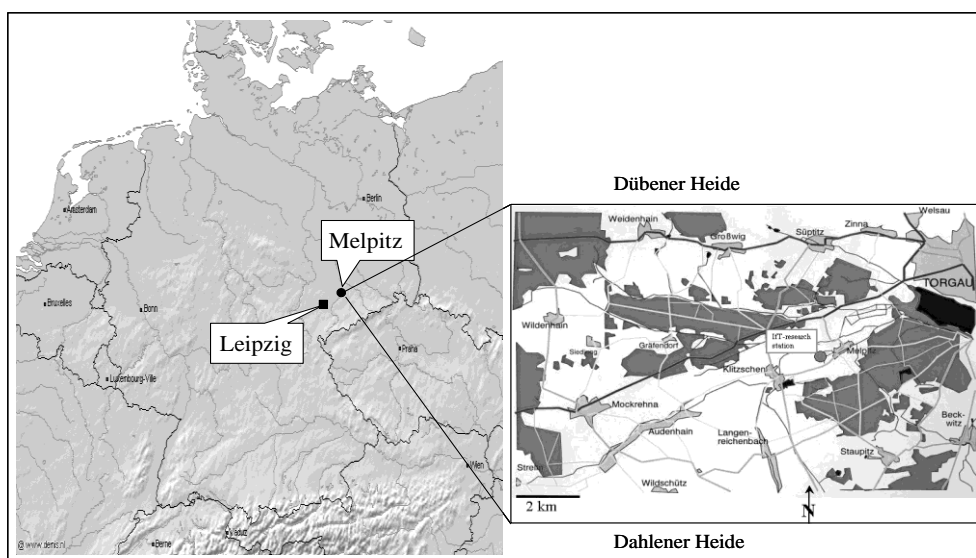 Amsterdam
Berlin
Melpitz
Bruxelles
Bonn
Leipzig
Praha
Luxembourg-Ville
Wien
Vaduz
Berne
@ www.demis.nl
Dübener Heide
Welsau
Weidenhain
Zinna
Großwig
Süptitz
TORGAU
Wildenhain
IfT-research
station
Gräfendorf
Melpitz
Klitzschen
Mockrehna
Audenhain
Langen-
reichenbach
Beck-
witz
Staupitz
Wildschütz
2 km
N
Dahlener Heide